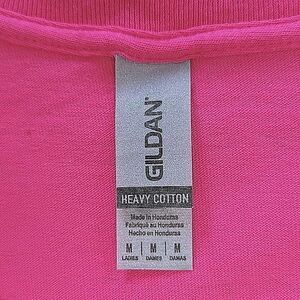 GILDAN®
HEAVY COTTON
Made in Honduras
Fabriqué au Honduras
Hecho en Honduras
M | M | M
LADIES | DAMES | DAMAS